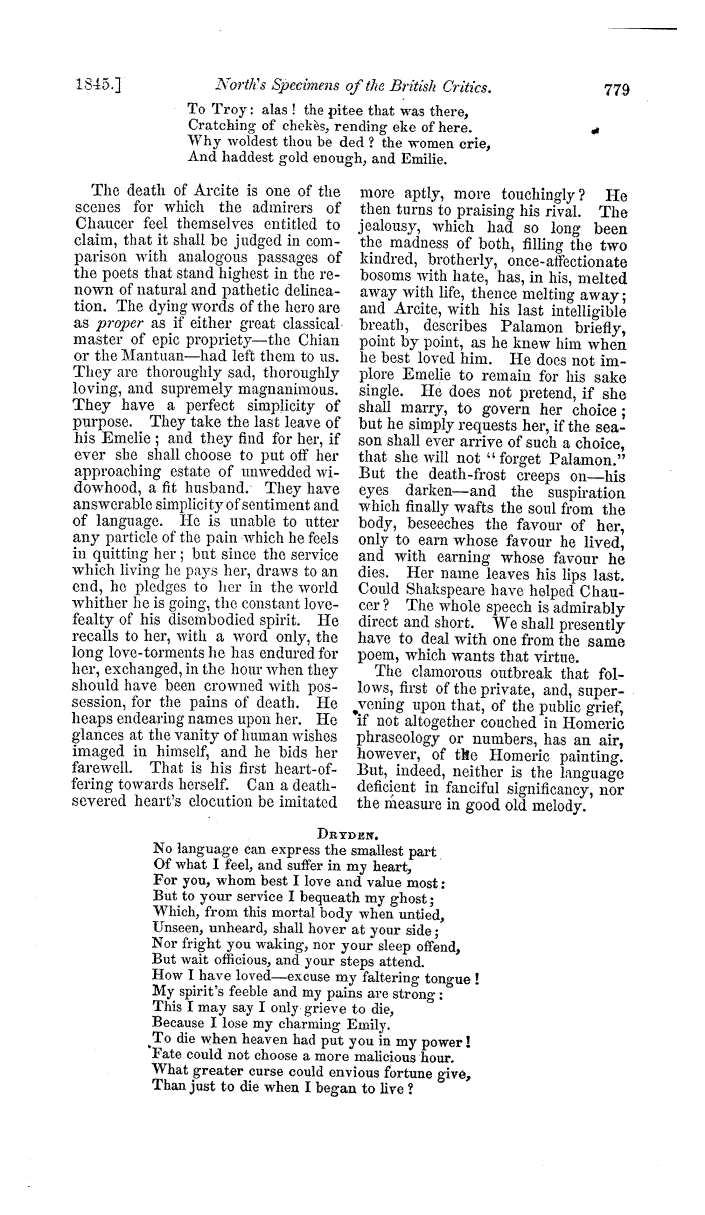 1845.] North's Specimens of the British Critics. 779
To Troy: alas! the pitee that was there,
Cratching of chekès, rending eke of here.
Why woldest thou be ded? the women crie,
And haddest gold enough, and Emilie.
The death of Arcite is one of the
scenes for which the admirers of
Chaucer feel themselves entitled to
claim, that it shall be judged in com-
parison with analogous passages of
the poets that stand highest in the re-
nown of natural and pathetic delinea-
tion. The dying words of the hero are
as proper as if either great classical
master of epic propriety—the Chian
or the Mantuan—had left them to us.
They are thoroughly sad, thoroughly
loving, and supremely magnanimous.
They have a perfect simplicity of
purpose. They take the last leave of
his Emelie; and they find for her, if
ever she shall choose to put off her
approaching estate of unwedded wi-
dowhood, a fit husband. They have
answerable simplicity of sentiment and
of language. He is unable to utter
any particle of the pain which he feels
in quitting her; but since the service
which living he pays her, draws to an
end, he pledges to her in the world
whither he is going, the constant love-
fealty of his disembodied spirit. He
recalls to her, with a word only, the
long love-torments he has endured for
her, exchanged, in the hour when they
should have been crowned with pos-
session, for the pains of death. He
heaps endearing names upon her. He
glances at the vanity of human wishes
imaged in himself, and he bids her
farewell. That is his first heart-of-
fering towards herself. Can a death-
severed heart's elocution be imitated
more aptly, more touchingly? He
then turns to praising his rival. The
jealousy, which had so long been
the madness of both, filling the two
kindred, brotherly, once-affectionate
bosoms with hate, has, in his, melted
away with life, thence melting away;
and Arcite, with his last intelligible
breath, describes Palamon briefly,
point by point, as he knew him when
he best loved him. He does not im-
plore Emelie to remain for his sake
single. He does not pretend, if she
shall marry, to govern her choice;
but he simply requests her, if the sea-
son shall ever arrive of such a choice,
that she will not "forget Palamon."
But the death-frost creeps on—his
eyes darken—and the suspiration
which finally wafts the soul from the
body, beseeches the favour of her,
only to earn whose favour he lived,
and with earning whose favour he
dies. Her name leaves his lips last.
Could Shakspeare have helped Chau-
cer? The whole speech is admirably
direct and short. We shall presently
have to deal with one from the same
poem, which wants that virtue.
The clamorous outbreak that fol-
lows, first of the private, and, super-
vening upon that, of the public grief,
if not altogether couched in Homeric
phraseology or numbers, has an air,
however, of the Homeric painting.
But, indeed, neither is the language
deficient in fanciful significancy, nor
the measure in good old melody.
DRYDEN.
No language can express the smallest part
Of what I feel, and suffer in my heart,
For you, whom best I love and value most:
But to your service I bequeath my ghost;
Which, from this mortal body when untied,
Unseen, unheard, shall hover at your side;
Nor fright you waking, nor your sleep offend,
But wait officious, and your steps attend.
How I have loved—excuse my faltering tongue!
My spirit's feeble and my pains are strong:
This I may say I only grieve to die,
Because I lose my charming Emily.
To die when heaven had put you in my power!
Fate could not choose a more malicious hour.
What greater curse could envious fortune give,
Than just to die when I began to live?